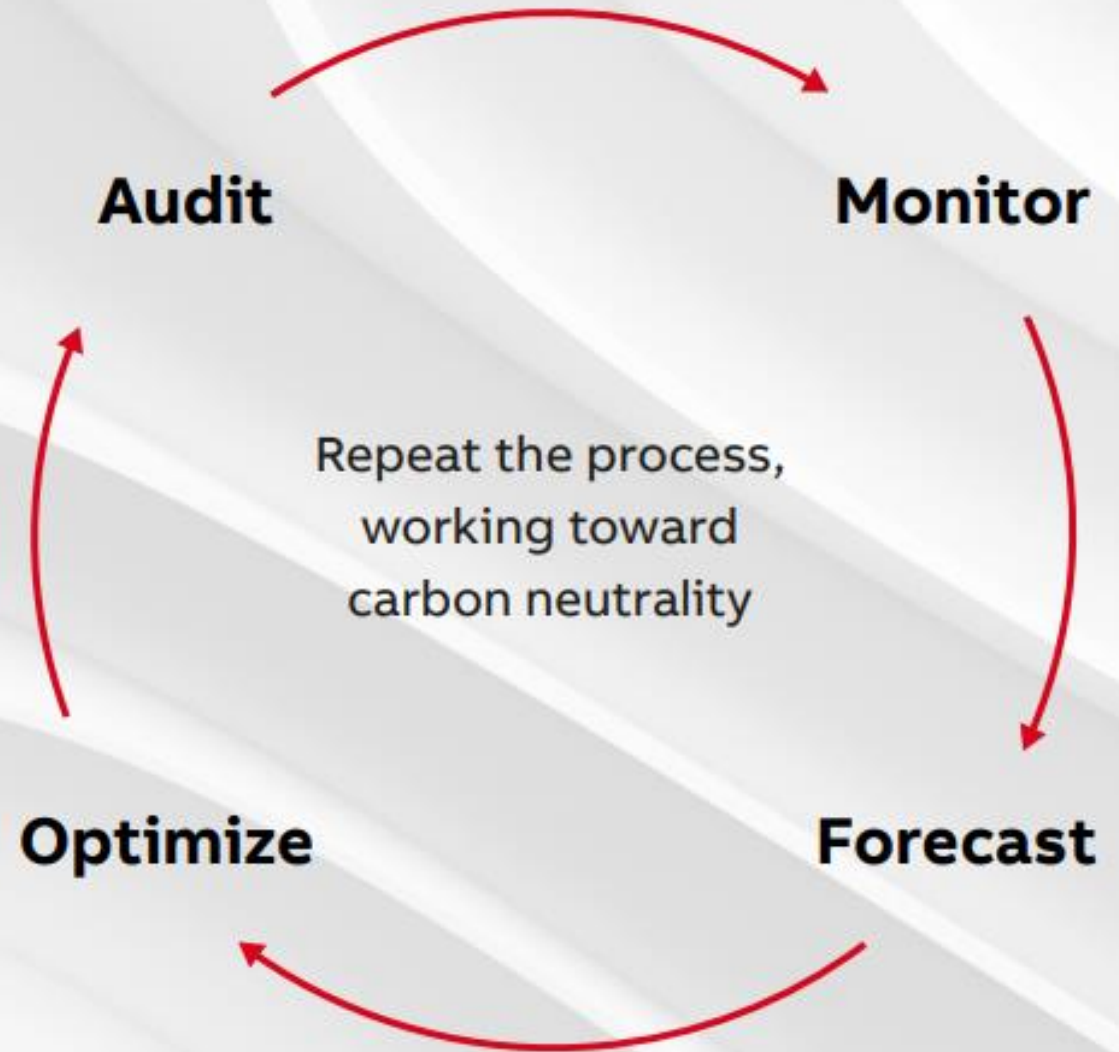 Audit
Monitor
Repeat the process,
working toward
carbon neutrality
Optimize
Forecast